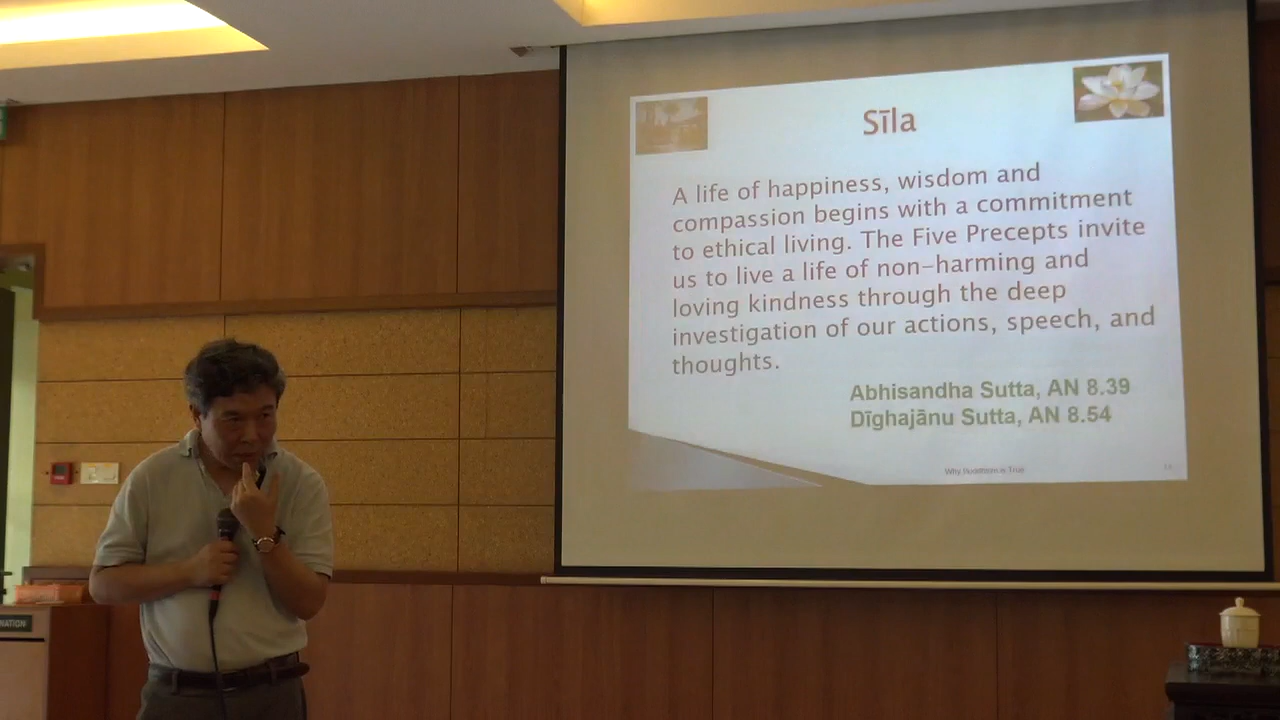 Sīla
A life of happiness, wisdom and
compassion begins with a commitment
to ethical living. The Five Precepts invite
us to live a life of non-harming and
loving kindness through the deep
investigation of our actions, speech, and
thoughts.
Abhisandha Sutta, AN 8.39
Dīghajānu Sutta, AN 8.54
Why Buddhism is True
NATION